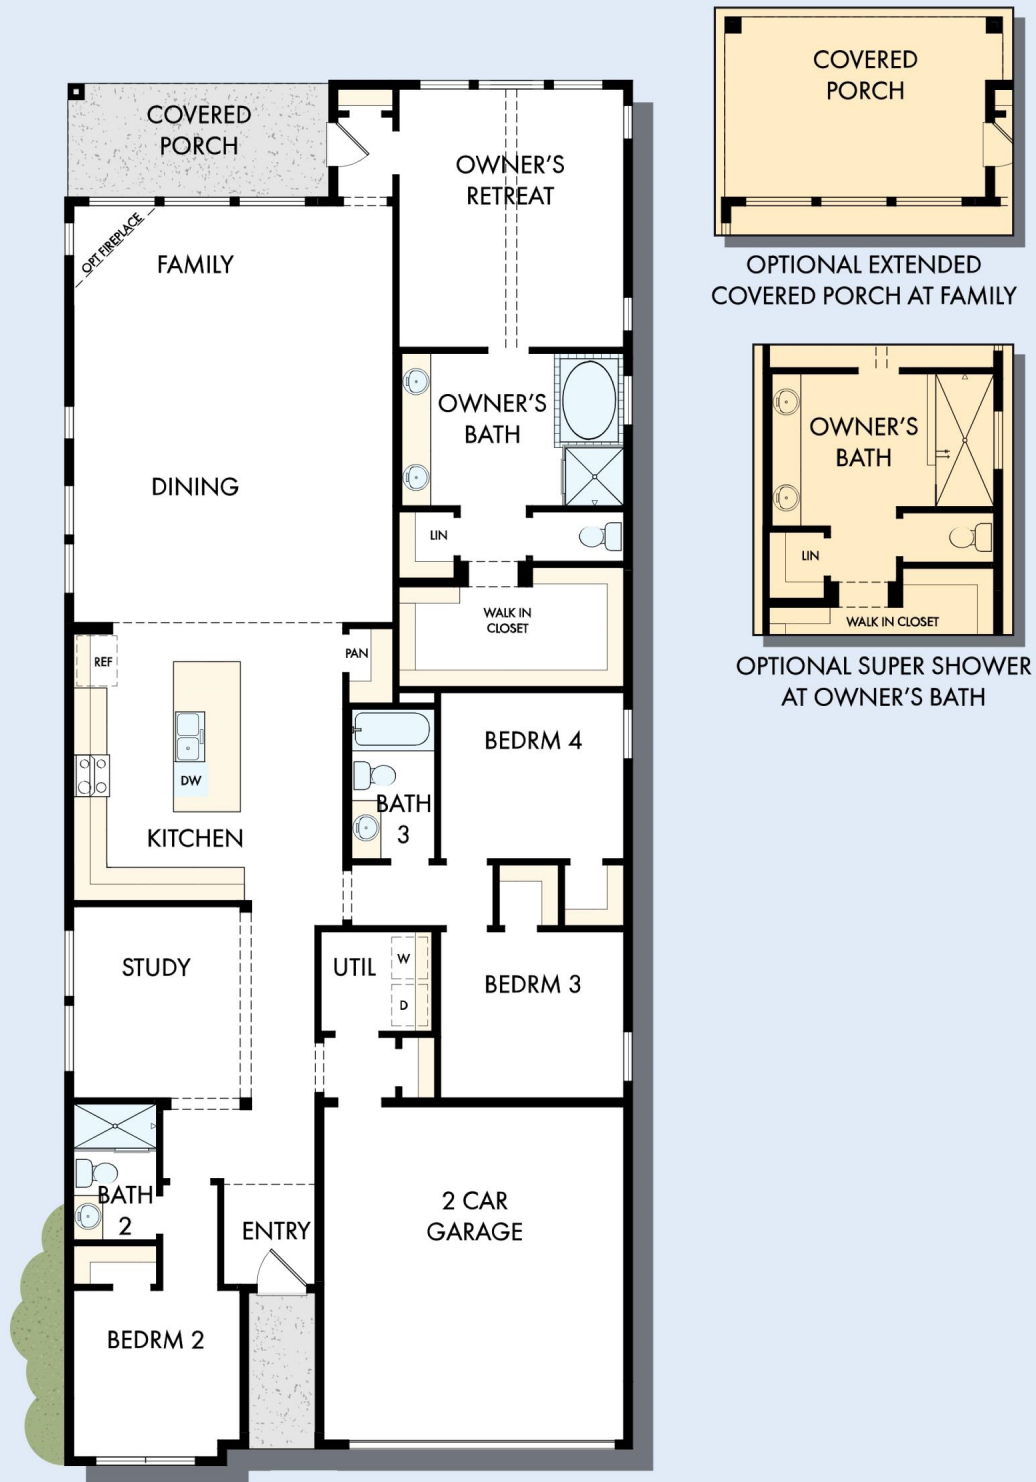 COVERED
PORCH
OWNER'S
RETREAT
OPT FIREPLACE
FAMILY
OWNER'S
BATH
DINING
LIN
WALK IN
CLOSET
REF
PAN
DW
KITCHEN
BATH
3
BEDRM 4
STUDY
UTIL
W
D
BEDRM 3
BATH
2
ENTRY
2 CAR
GARAGE
BEDRM 2
COVERED
PORCH
OPTIONAL EXTENDED
COVERED PORCH AT FAMILY
OWNER'S
BATH
LIN
WALK IN CLOSET
OPTIONAL SUPER SHOWER
AT OWNER'S BATH